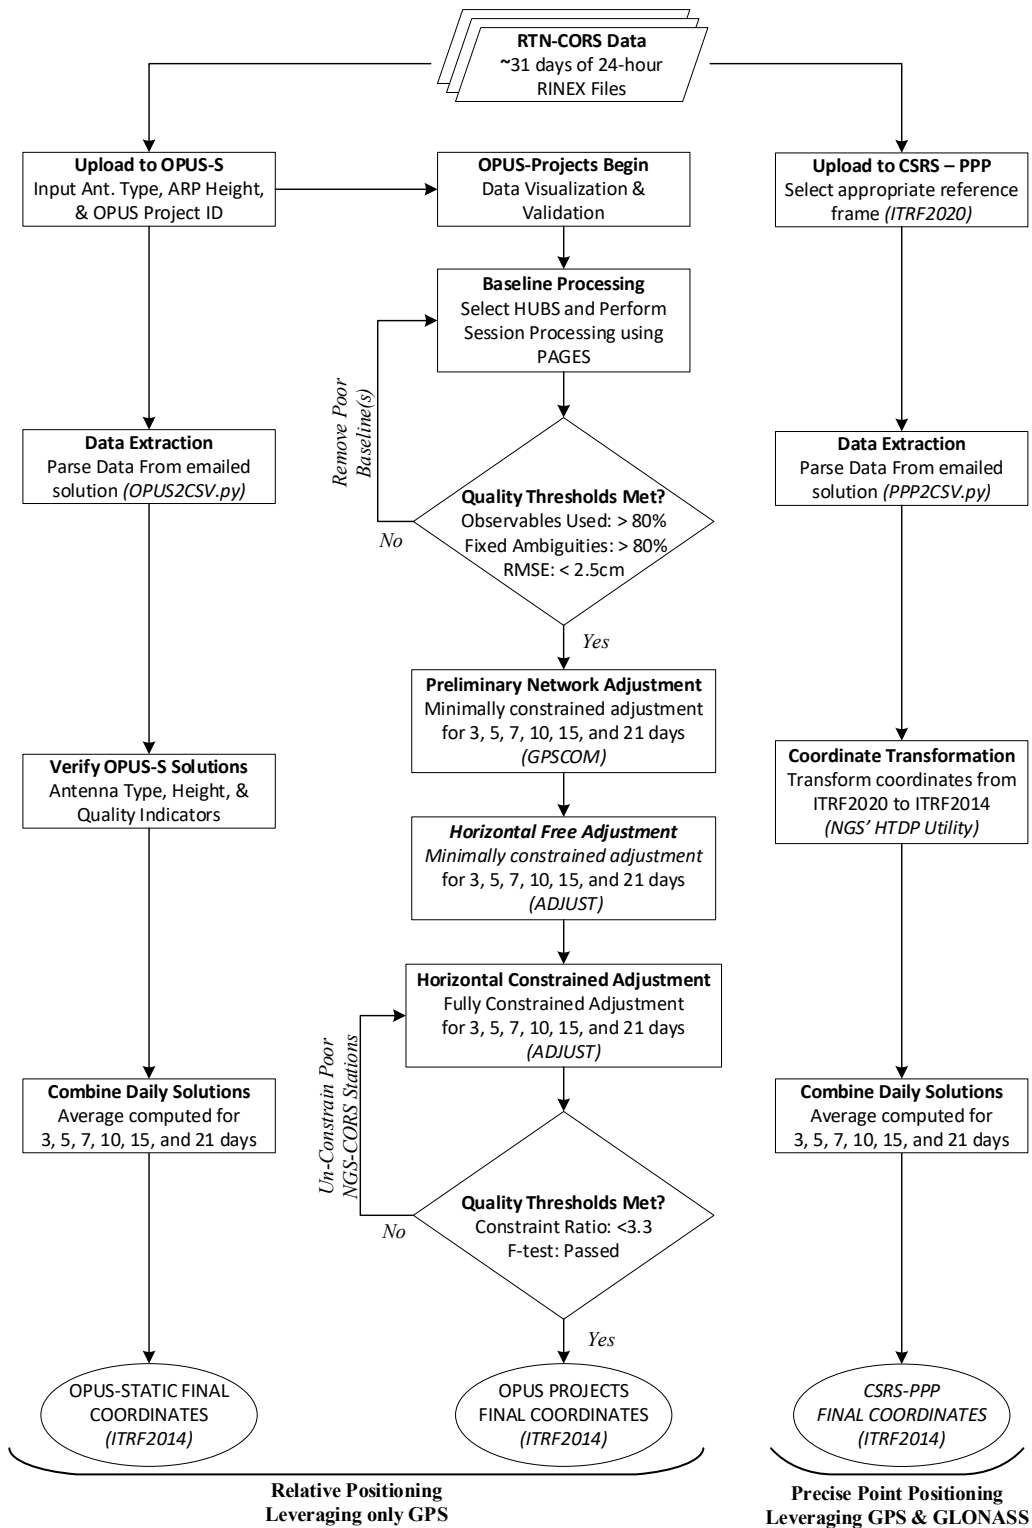 RTN-CORS Data
~31 days of 24-hour
RINEX Files
Upload to OPUS-S
Input Ant. Type, ARP Height,
& OPUS Project ID
OPUS-Projects Begin
Data Visualization &
Validation
Upload to CSRS – PPP
Select appropriate reference
frame (ITRF2020)
Baseline Processing
Select HUBS and Perform
Session Processing using
PAGES
Remove Poor
Baseline(s)
Data Extraction
Parse Data From emailed
solution (OPUS2CSV.py)
Quality Thresholds Met?
Observables Used: > 80%
Fixed Ambiguities: > 80%
RMSE: < 2.5cm
No
Yes
Data Extraction
Parse Data From emailed
solution (PPP2CSV.py)
Preliminary Network Adjustment
Minimally constrained adjustment
for 3, 5, 7, 10, 15, and 21 days
(GPSCOM)
Verify OPUS-S Solutions
Antenna Type, Height, &
Quality Indicators
Coordinate Transformation
Transform coordinates from
ITRF2020 to ITRF2014
(NGS’ HTDP Utility)
Horizontal Free Adjustment
Minimally constrained adjustment
for 3, 5, 7, 10, 15, and 21 days
(ADJUST)
Horizontal Constrained Adjustment
Fully Constrained Adjustment
for 3, 5, 7, 10, 15, and 21 days
(ADJUST)
Un-Constrain Poor
NGS-CORS Stations
Combine Daily Solutions
Average computed for
3, 5, 7, 10, 15, and 21 days
Quality Thresholds Met?
Constraint Ratio: <3.3
F-test: Passed
No
Yes
Combine Daily Solutions
Average computed for
3, 5, 7, 10, 15, and 21 days
OPUS-STATIC FINAL
COORDINATES
(ITRF2014)
OPUS PROJECTS
FINAL COORDINATES
(ITRF2014)
CSRS-PPP
FINAL COORDINATES
(ITRF2014)
Relative Positioning
Leveraging only GPS
Precise Point Positioning
Leveraging GPS & GLONASS